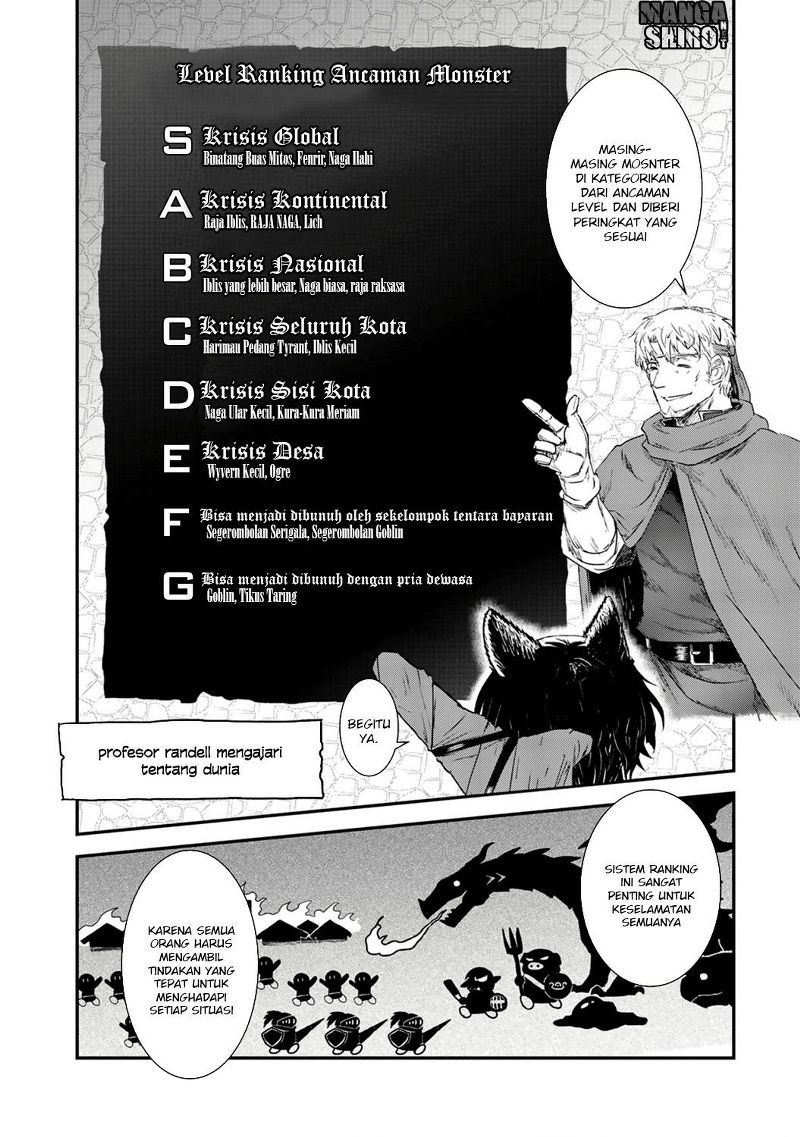 MANGA
SHIRO
NET
Level Ranking Ancaman Monster
S Krisis Global
Binatang Buas Mitos, Fenrir, Naga Ilahi
A Krisis Kontinental
Raja Iblis, RAJA NAGA, Lich
B Krisis Nasional
Iblis yang lebih besar, Naga biasa, raja raksasa
C Krisis Seluruh Kota
Harimau Pedang Tyrant, Iblis Kecil
D Krisis Sisi Kota
Naga Ular Kecil, Kura-Kura Meriam
E Krisis Desa
Wyvern Kecil, Ogre
F Bisa menjadi dibunuh oleh sekelompok tentara bayaran
Segerombolan Serigala, Segerombolan Goblin
G Bisa menjadi dibunuh dengan pria dewasa
Goblin, Tikus Taring
MASING-
MASING MOSNTER
DI KATEGORIKAN
DARI ANCAMAN
LEVEL DAN DIBERI
PERINGKAT YANG
SESUAI
BEGITU
YA.
profesor randell mengajari
tentang dunia
SISTEM RANKING
INI SANGAT
PENTING UNTUK
KESELAMATAN
SEMUANYA
KARENA SEMUA
ORANG HARUS
MENGAMBIL
TINDAKAN YANG
TEPAT UNTUK
MENGHADAPI
SETIAP SITUASI